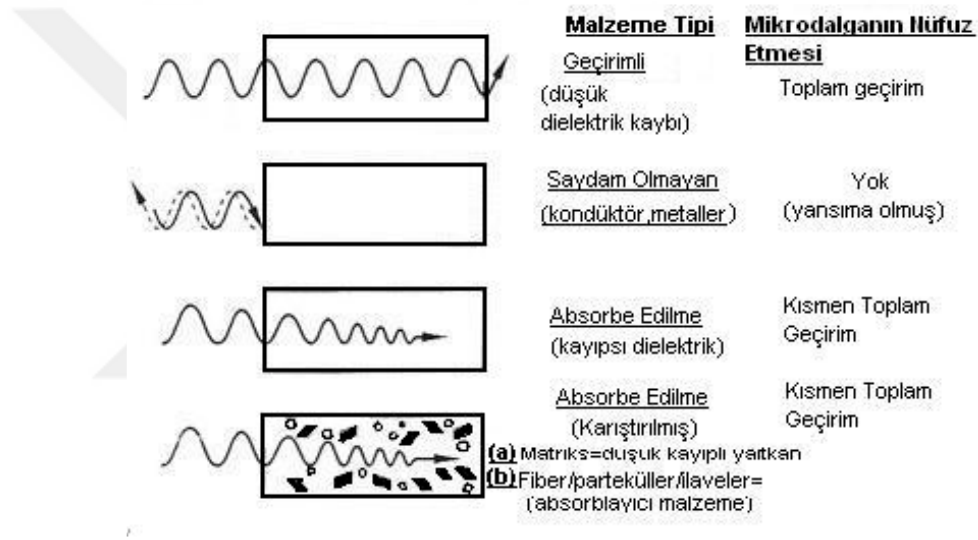 Malzeme Tipi
Mikrodalganın Nüfuz
Etmesi
Geçirimli
(düşük
dielektrik kaybı)
Toplam geçirim
Saydam Olmayan
(kondüktör,metaller)
Yok
(yansıma olmuş)
Absorbe Edilme
(kayıpsı dielektrik)
Kısmen Toplam
Geçirim
Absorbe Edilme
(Karıştırılmış)
Kısmen Toplam
Geçirim
(a) Matriks=düşük kayıplı yalıtkan
(b) Fiber/parteküller/ilaveler=
(absorblayıcı malzeme)